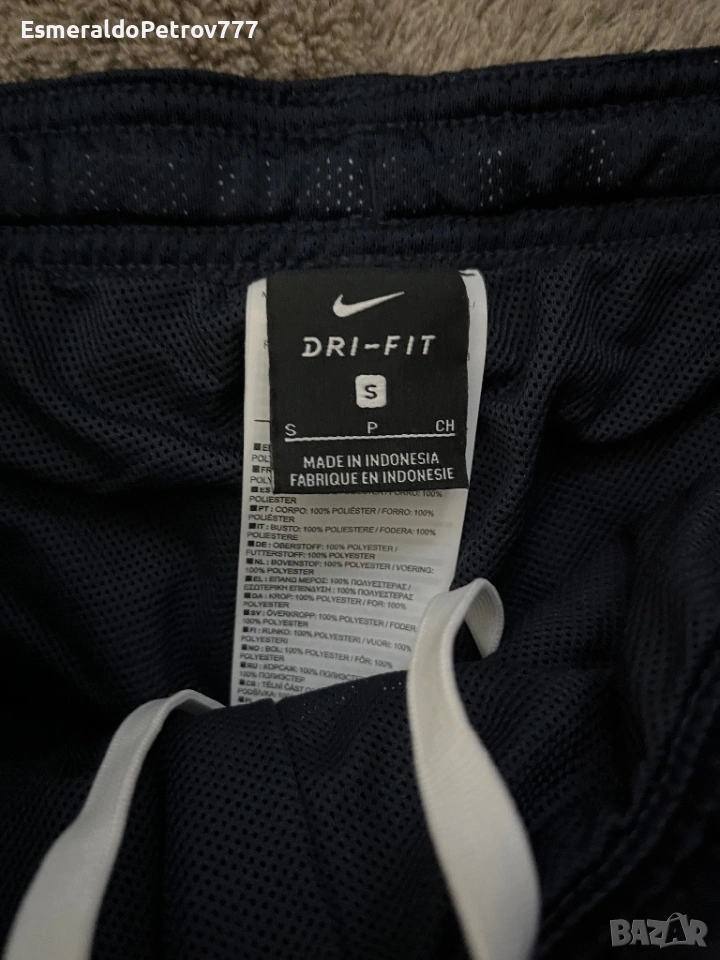 EsmeraldoPetrov777
DRI-FIT
S
S P CH
MADE IN INDONESIA
FABRIQUE EN INDONESIE
POLIESTER
■PT: CORPO: 100% POLIÉSTER / FORRO: 100%
POLIÉSTER
■IT: BUSTO: 100% POLIESTERE / FODERA: 100%
POLIESTERE
■DE: OBERSTOFF: 100% POLYESTER /
FUTTERSTOFF: 100% POLYESTER
■NL: BOVENSTOF: 100% POLYESTER / VOERING:
100% POLYESTER
■EL: ΕΠΑΝΩ ΜΕΡΟΣ: 100% ΠΟΛΥΕΣΤΕΡΑΣ /
ΕΣΩΤΕΡΙΚΗ ΕΠΕΝΔΥΣΗ: 100% ΠΟΛΥΕΣΤΕΡΑΣ
■DA: KROP: 100% POLYESTER / FOR: 100%
POLYESTER
■SV: ÖVERKROPP: 100% POLYESTER / FODER:
100% POLYESTER
■FI: RUNKO: 100% POLYESTERI / VUORI: 100%
POLYESTERI
■NO: BOL: 100% POLYESTER / FÔR: 100%
POLYESTER
■RU: КОРСАЖ: 100%
100% ПОЛИЭСТЕР
■CS: TĚLNÍ ČÁST
PODŠÍVKA: 
BAZAR